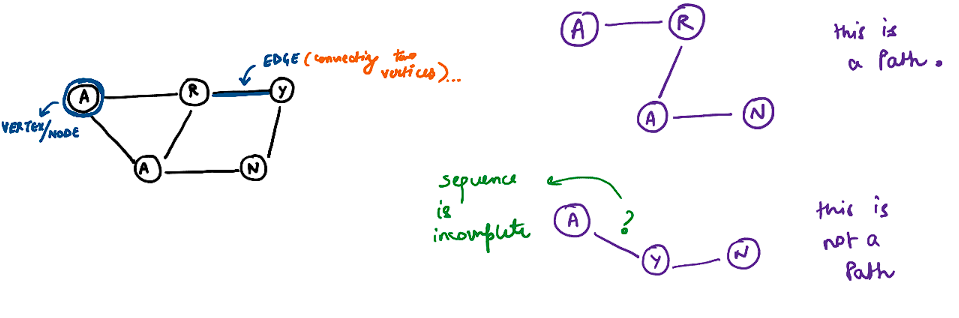 EDGE (connecting two
vertices)...
A
R
Y
VERTEX/NODE
A
N
A
R
this is
a Path.
A
N
sequence
is
incomplete
A
?
Y
N
this is
not a
Path